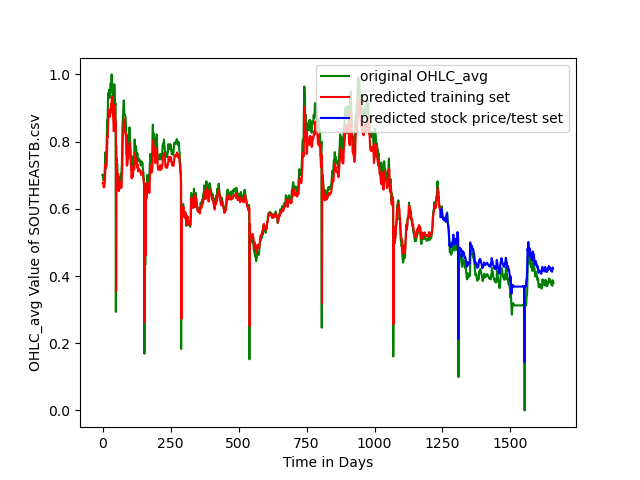 original OHLC_avg
predicted training set
predicted stock price/test set
OHLC_avg Value of SOUTHEASTB.csv
1.0
0.8
0.6
0.4
0.2
0.0
0 250 500 750 1000 1250 1500
Time in Days